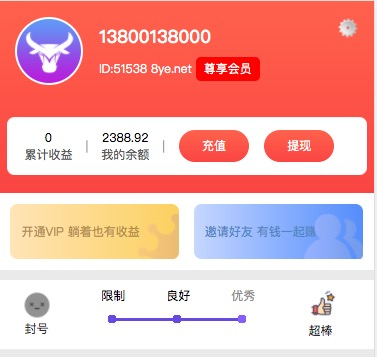 13800138000
ID:51538 8ye.net 尊享会员
0
累计收益
2388.92
我的余额
充值
提现
开通VIP 躺着也有收益
邀请好友 有钱一起赚
限制
良好
优秀
封号
超棒